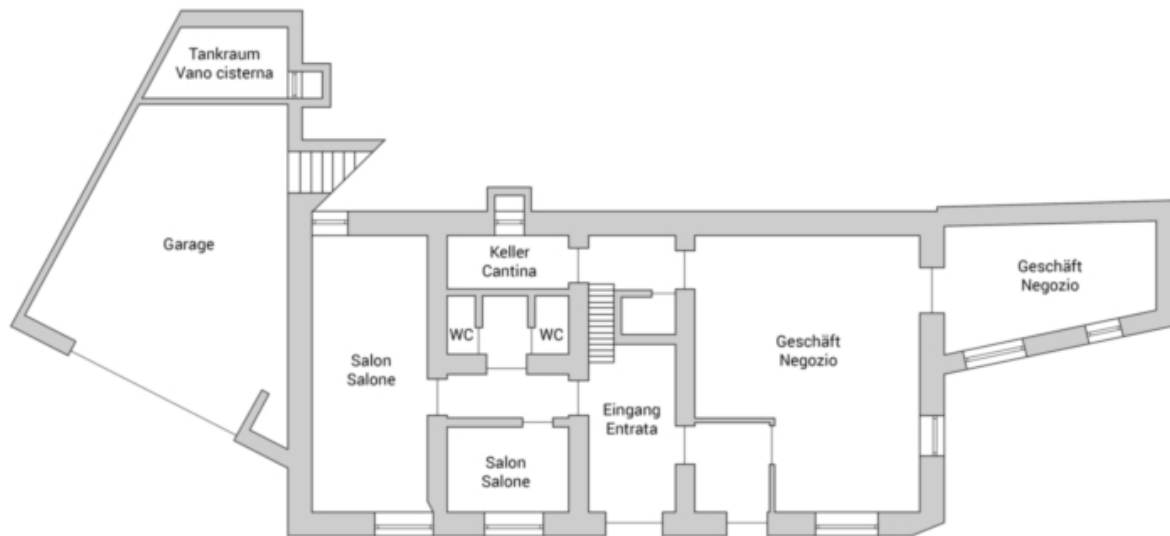 Tankraum
Vano cisterna
Garage
Keller
Cantina
WC
WC
Salon
Salone
Salon
Salone
Eingang
Entrata
Geschäft
Negozio
Geschäft
Negozio